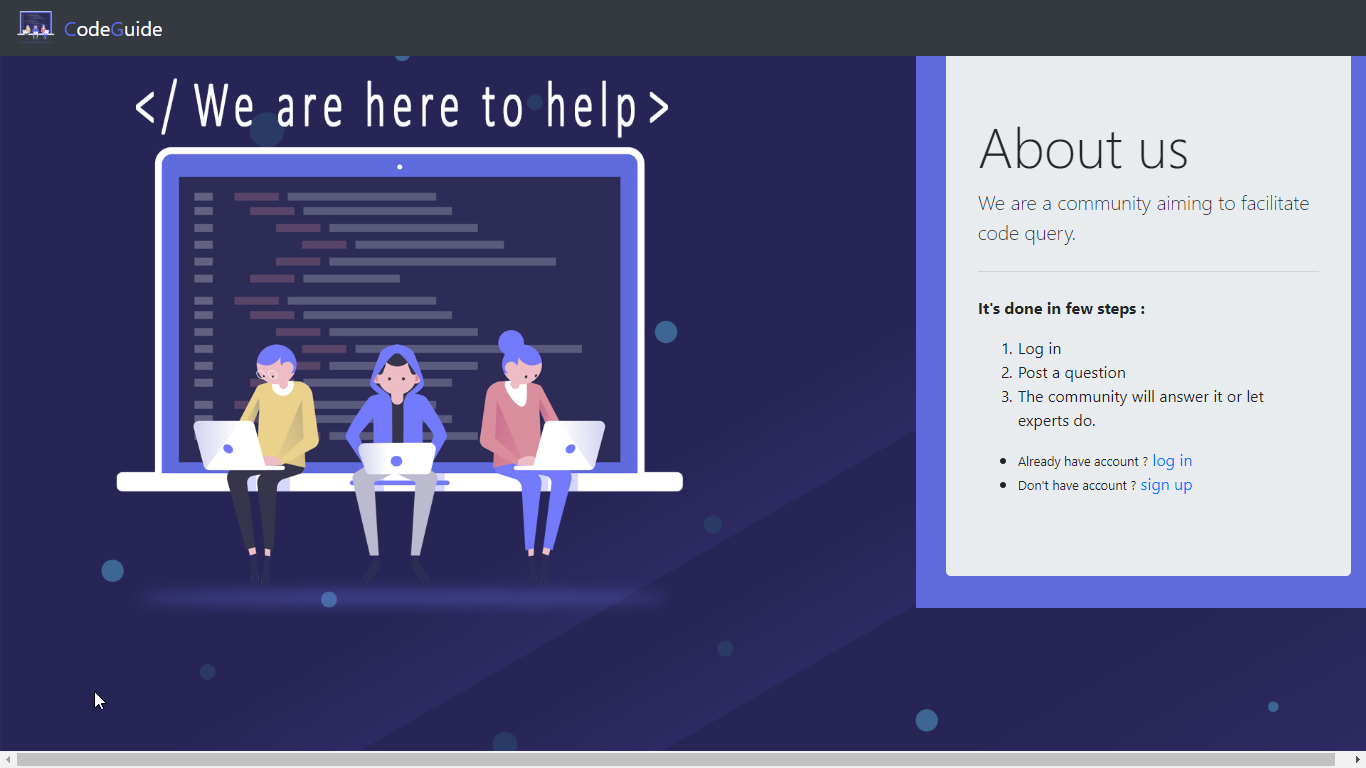 CodeGuide
</ We are here to help >
About us
We are a community aiming to facilitate
code query.
It's done in few steps :
1. Log in
2. Post a question
3. The community will answer it or let
experts do.
• Already have account ? log in
• Don't have account ? sign up